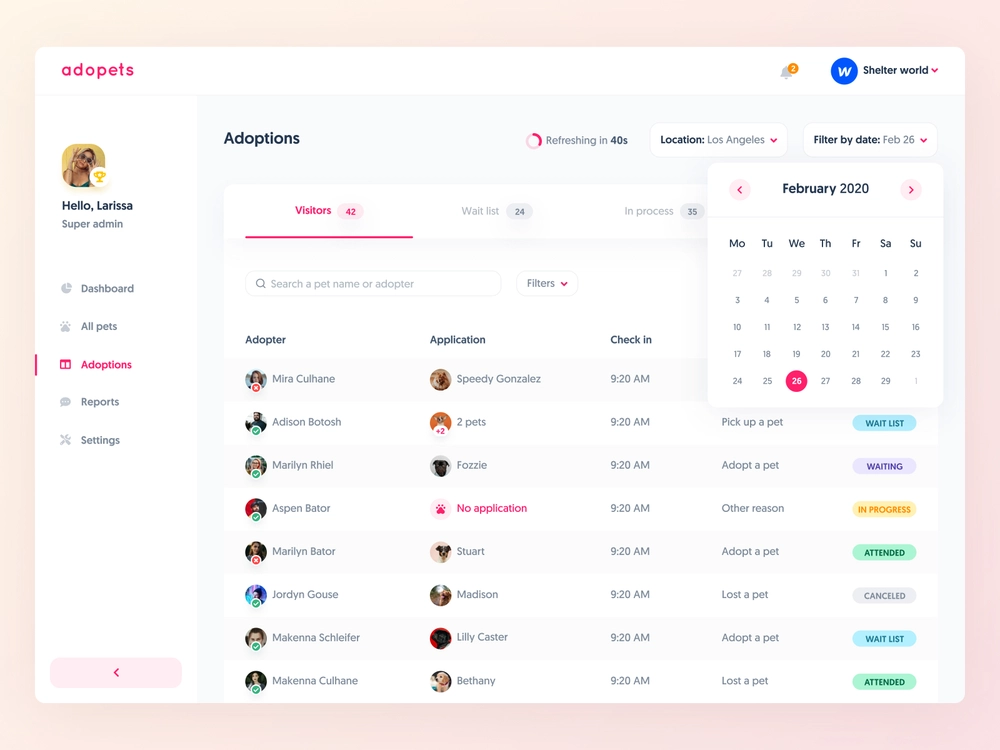 adopets
2
W
Shelter world
Hello, Larissa
Super admin
Dashboard
All pets
Adoptions
Reports
Settings
Adoptions
Refreshing in 40s
Location: Los Angeles
Filter by date: Feb 26
Visitors 42
Wait list 24
In process 35
February 2020
Mo Tu We Th Fr Sa Su
27 28 29 30 31 1 2
3 4 5 6 7 8 9
10 11 12 13 14 15 16
17 18 19 20 21 22 23
24 25 26 27 28 29 1
Search a pet name or adopter
Filters
Adopter Application Check in
Mira Culhane Speedy Gonzalez 9:20 AM
Adison Botosh +2 2 pets 9:20 AM Pick up a pet WAIT LIST
Marilyn Rhiel Fozzie 9:20 AM Adopt a pet WAITING
Aspen Bator No application 9:20 AM Other reason IN PROGRESS
Marilyn Bator Stuart 9:20 AM Adopt a pet ATTENDED
Jordyn Gouse Madison 9:20 AM Lost a pet CANCELED
Makenna Schleifer Lilly Caster 9:20 AM Adopt a pet WAIT LIST
Makenna Culhane Bethany 9:20 AM Lost a pet ATTENDED